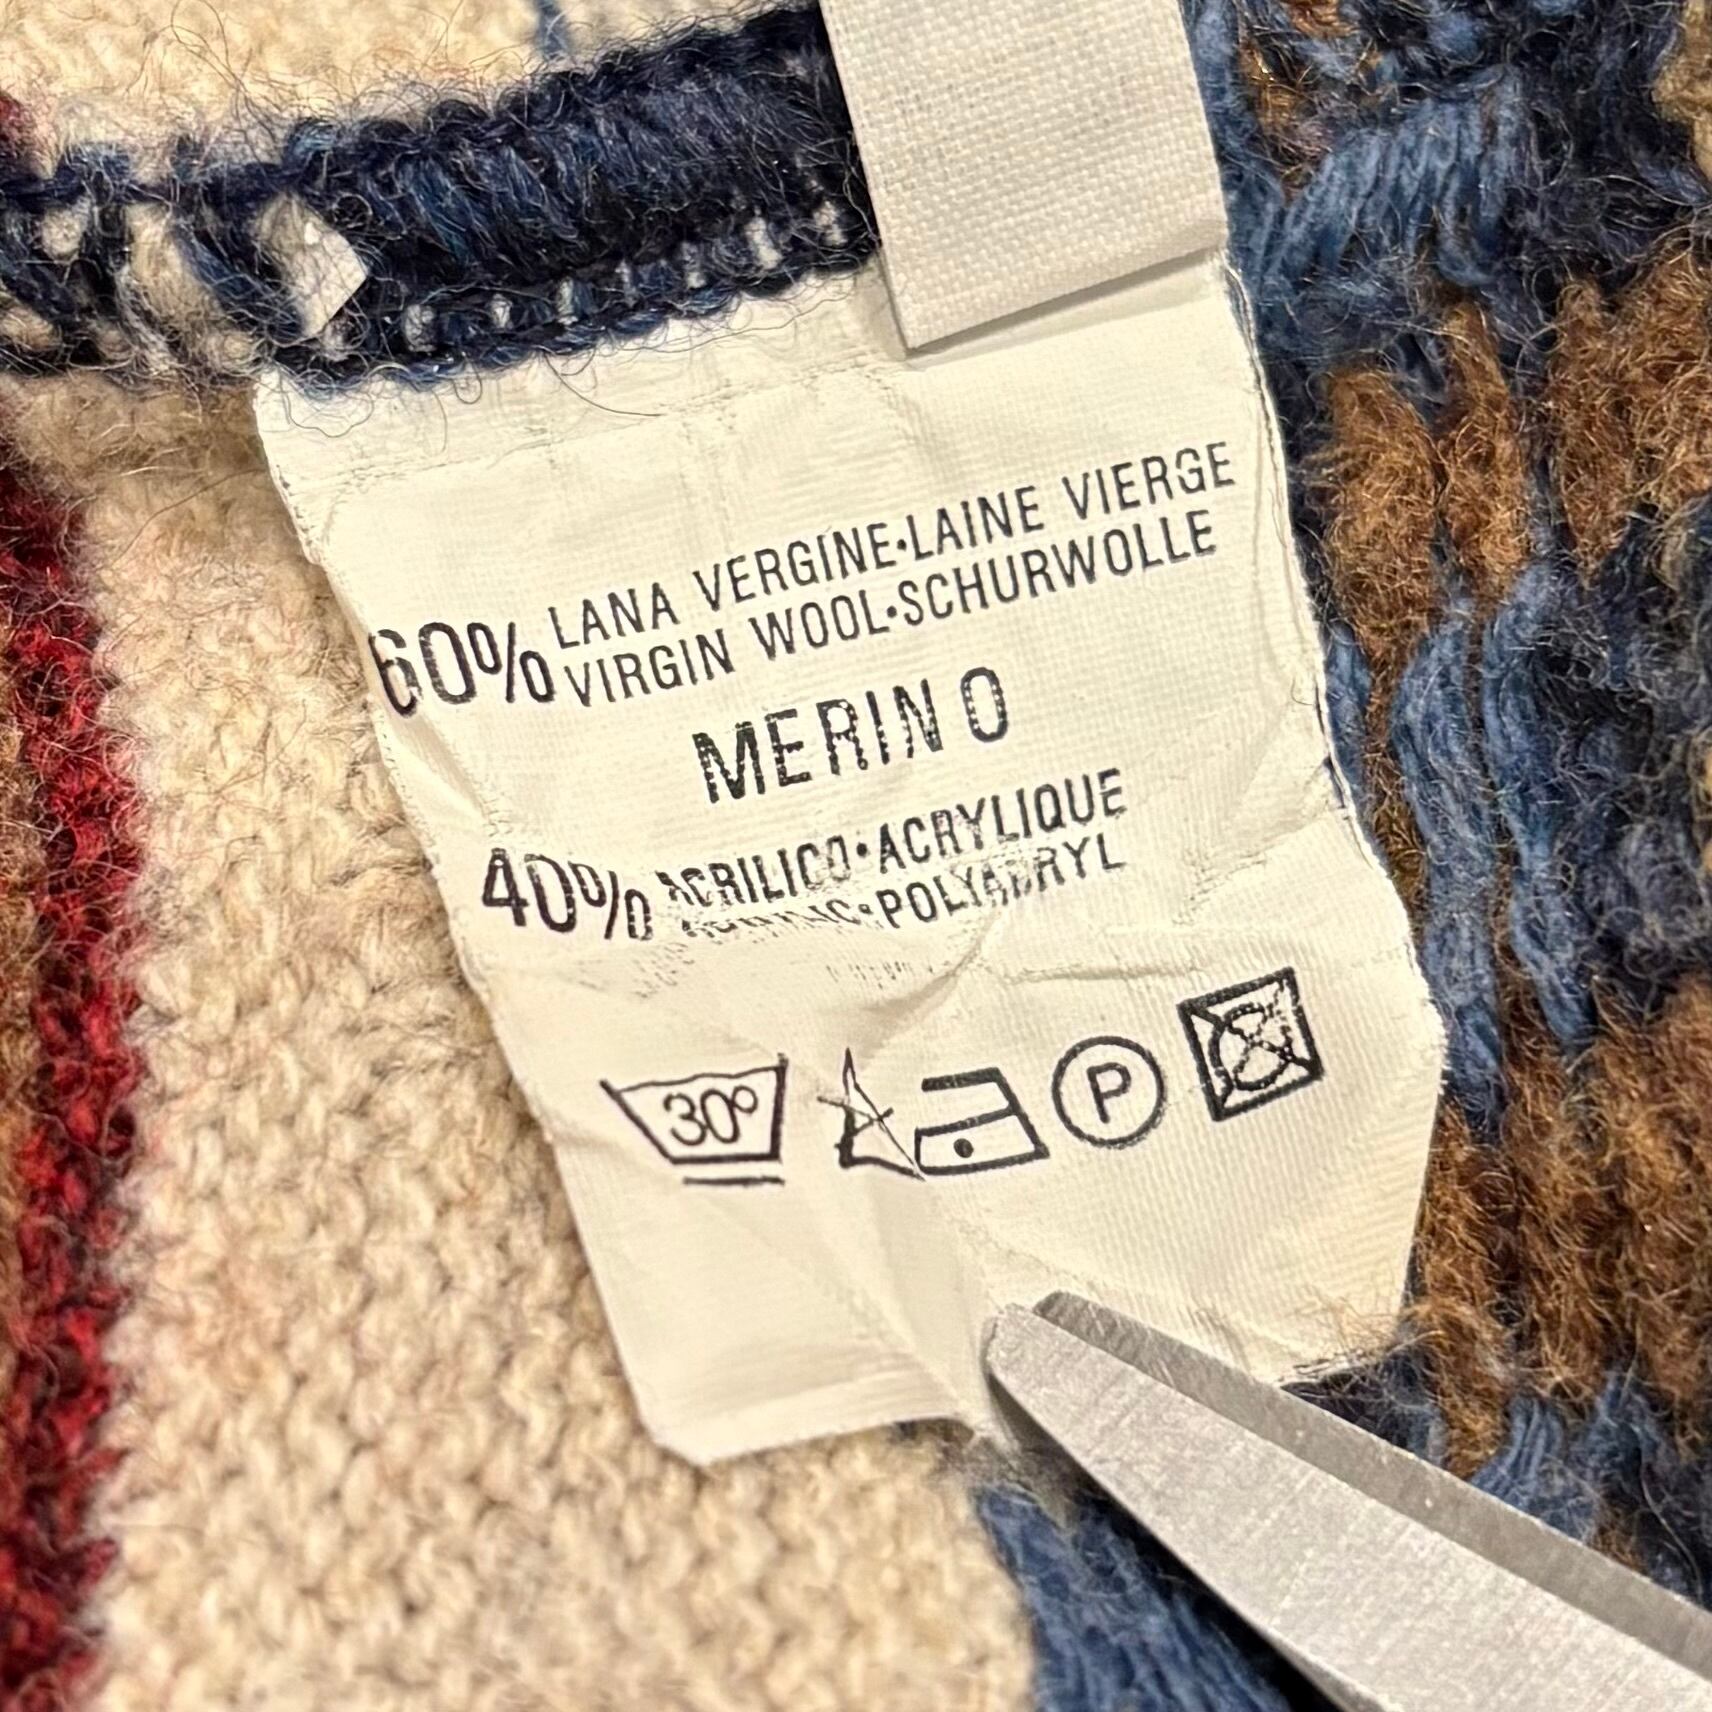 60% LANA VERGINE•LAINE VIERGE
VIRGIN WOOL•SCHURWOLLE
MERINO
40% ACRILICO•ACRYLIQUE
POLYACRYL
30°
P